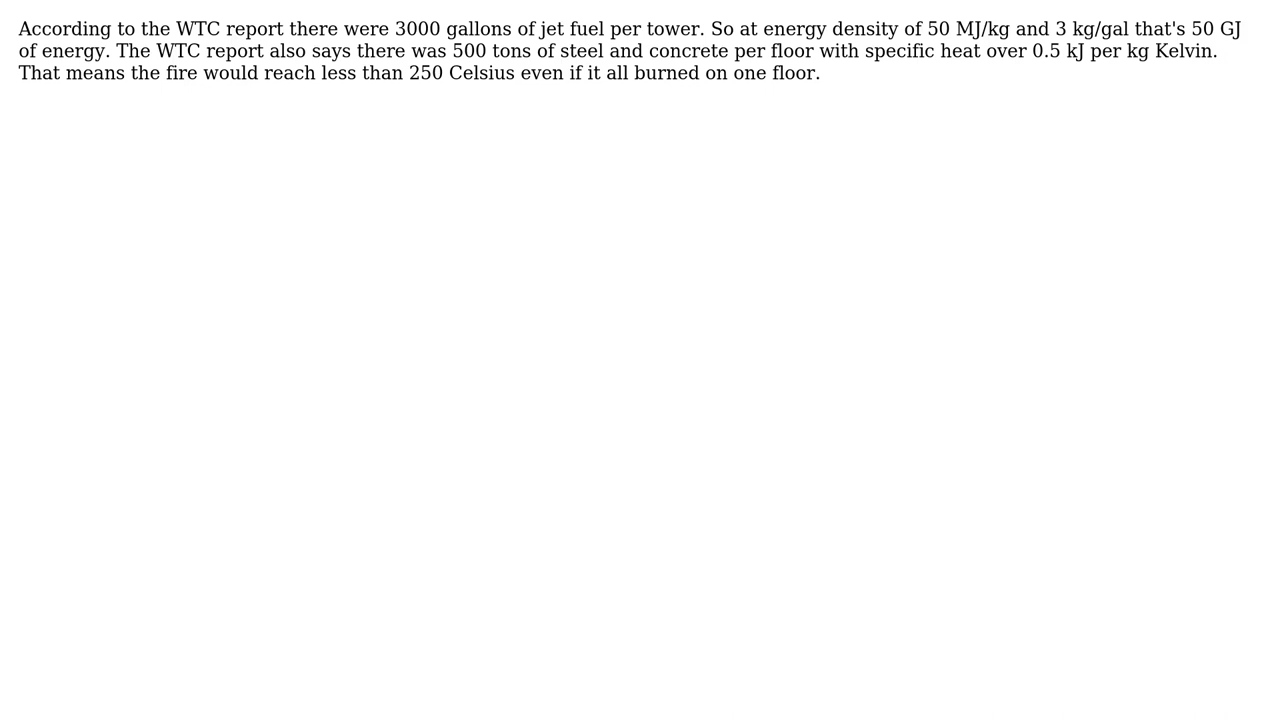 According to the WTC report there were 3000 gallons of jet fuel per tower. So at energy density of 50 MJ/kg and 3 kg/gal that's 50 GJ
of energy. The WTC report also says there was 500 tons of steel and concrete per floor with specific heat over 0.5 kJ per kg Kelvin.
That means the fire would reach less than 250 Celsius even if it all burned on one floor.